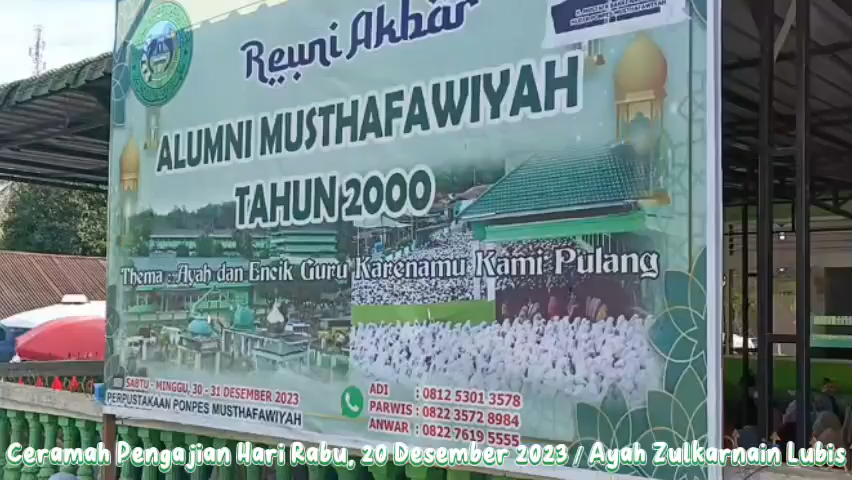 Reuni Akbar
ALUMNI MUSTHAFAWIYAH
TAHUN 2000
Thema : Ayah dan Encik Guru Karenamu Kami Pulang
SABTU - MINGGU, 30 - 31 DESEMBER 2023
PERPUSTAKAAN PONPES MUSTHAFAWIYAH
ADI : 0812 5301 3578
PARWIS : 0822 3572 8984
ANWAR : 0822 7619 5555
Ceramah Pengajian Hari Rabu, 20 Desember 2023 / Ayah Zulkarnain Lubis